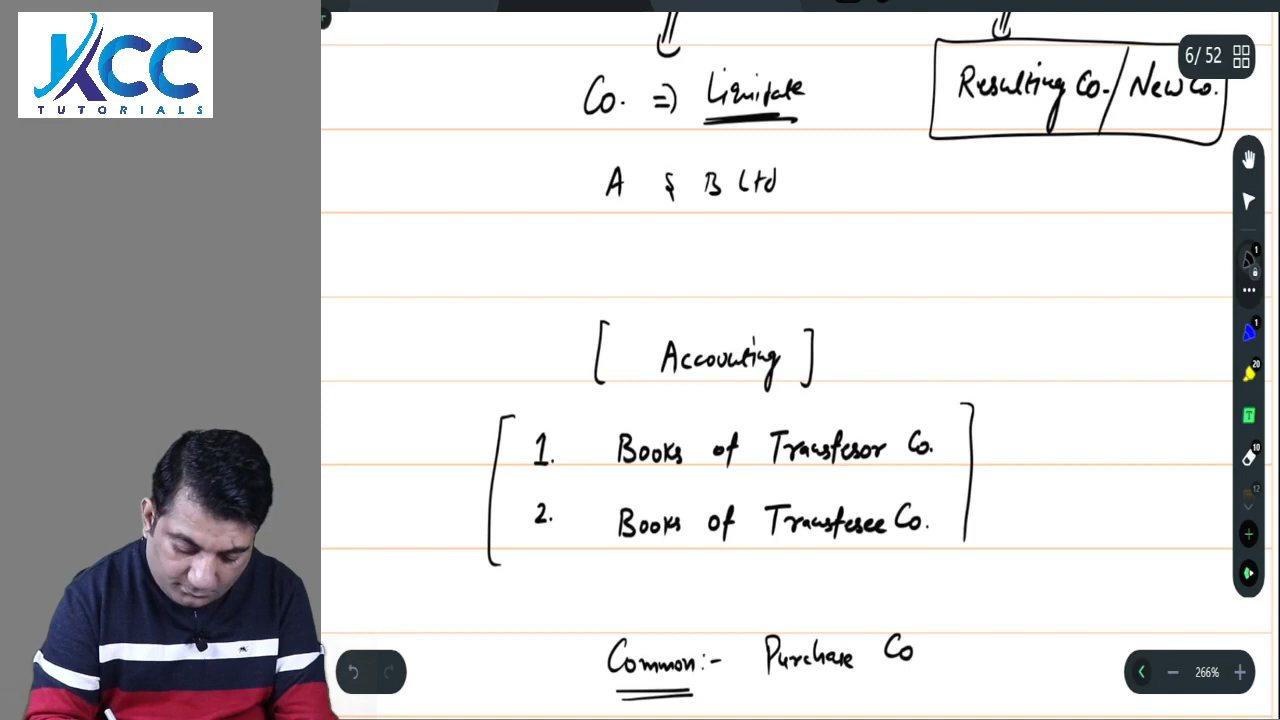 KCC
TUTORIALS
6/52
Co. => Liquidate
Resulting Co./New Co.
A & B Ltd
[ Accounting ]
1. Books of Transferor Co.
2. Books of Transferee Co.
Common:- Purchase Co
266%